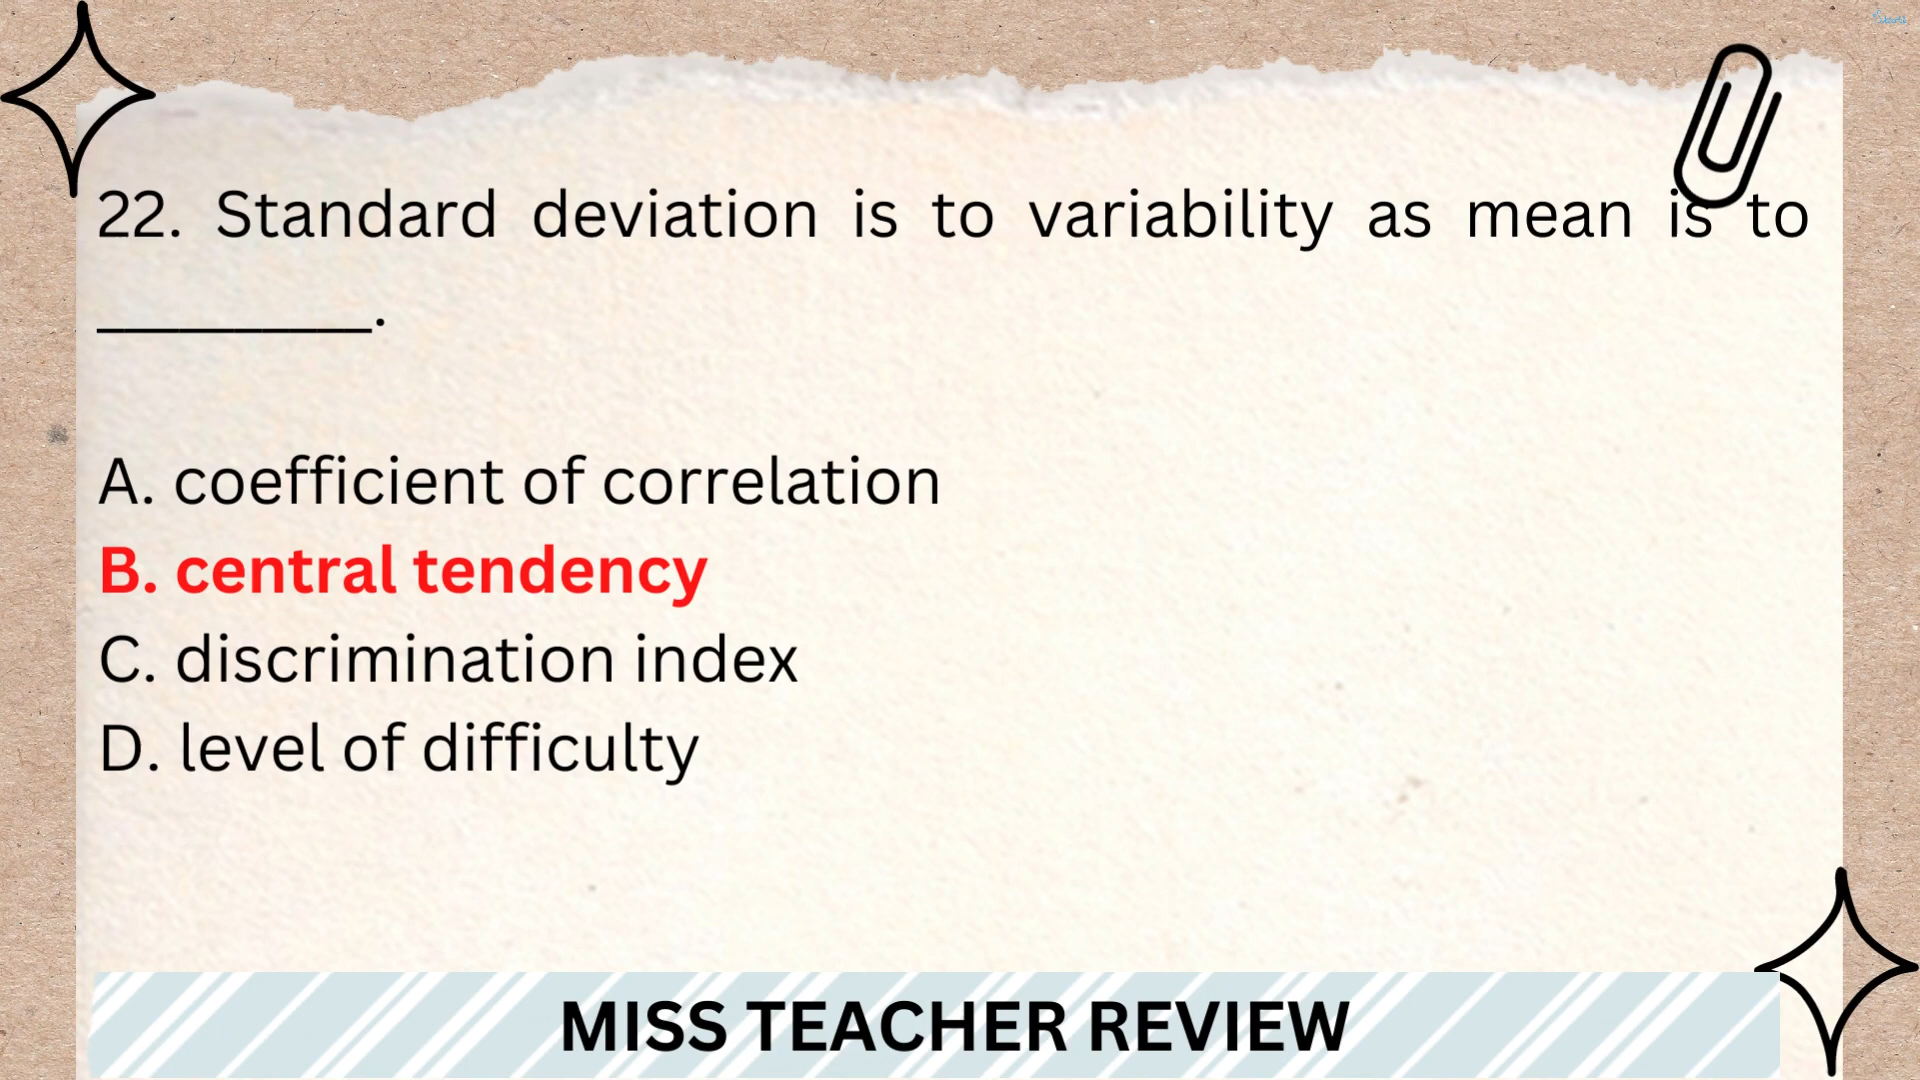 22. Standard deviation is to variability as mean is to
__________.
A. coefficient of correlation
B. central tendency
C. discrimination index
D. level of difficulty
MISS TEACHER REVIEW